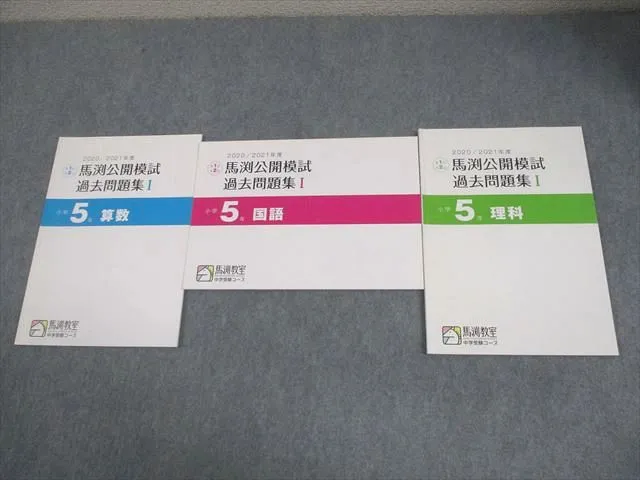 2020/2021年度
馬渕公開模試
過去問題集Ⅰ
小学5年 算数
馬渕教室
中学受験コース
2020/2021年度
馬渕公開模試
過去問題集Ⅰ
小学5年 国語
馬渕教室
中学受験コース
2020/2021年度
馬渕公開模試
過去問題集Ⅰ
小学5年 理科
馬渕教室
中学受験コース